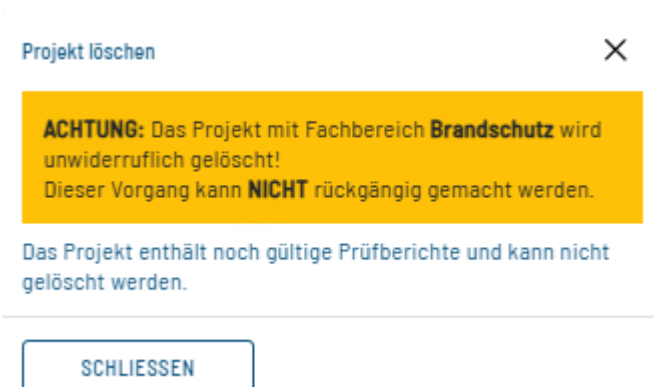 Projekt löschen
ACHTUNG: Das Projekt mit Fachbereich Brandschutz wird
unwiderruflich gelöscht!
Dieser Vorgang kann NICHT rückgängig gemacht werden.
Das Projekt enthält noch gültige Prüfberichte und kann nicht
gelöscht werden.
SCHLIESSEN